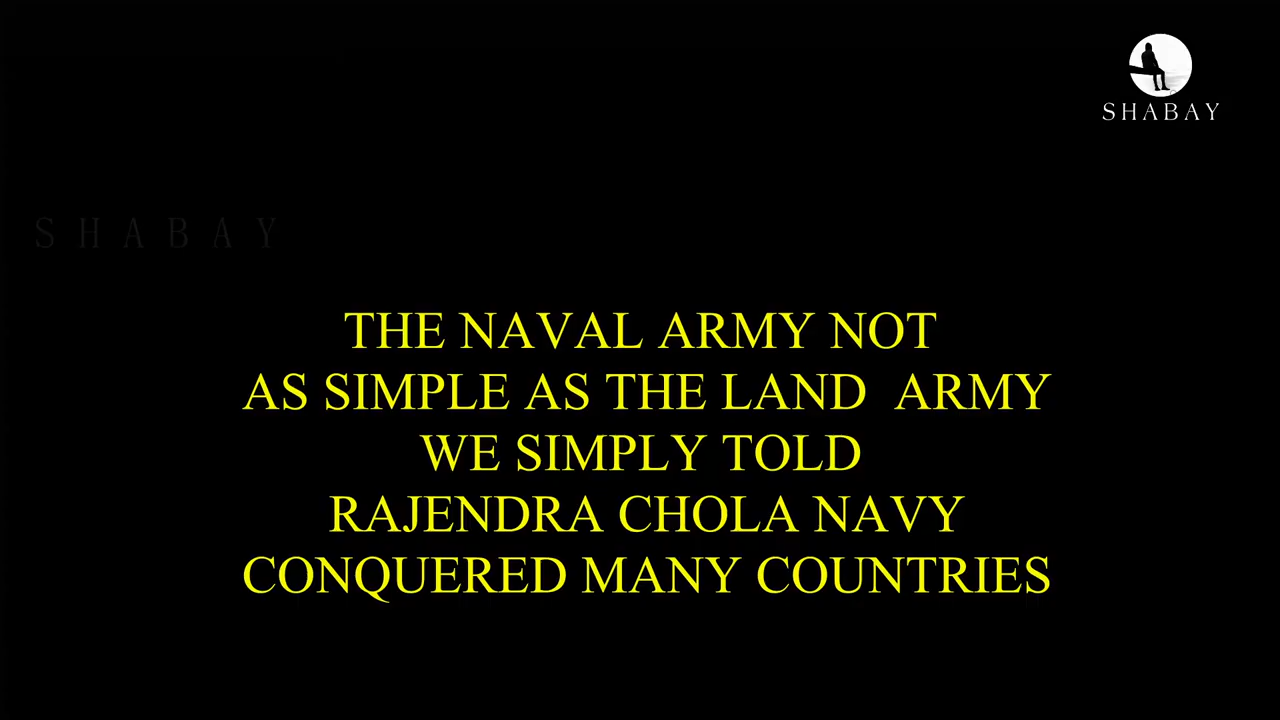 SHABAY
SHABAY
THE NAVAL ARMY NOT
AS SIMPLE AS THE LAND  ARMY
WE SIMPLY TOLD
RAJENDRA CHOLA NAVY
CONQUERED MANY COUNTRIES